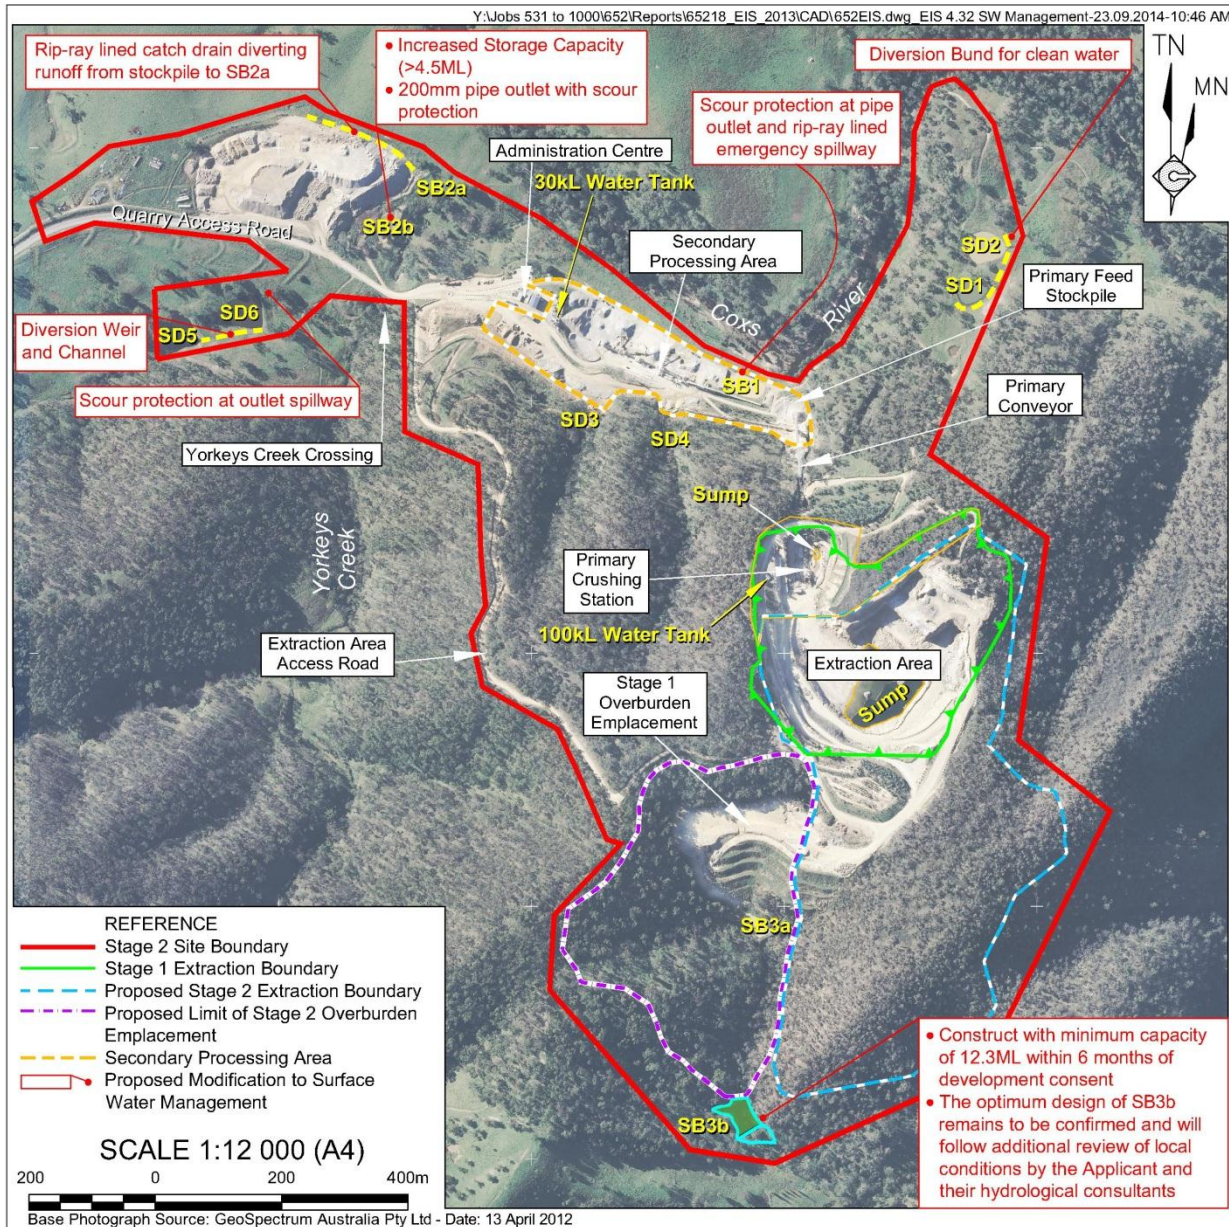 Y:\Jobs 531 to 1000\652\Reports\65218_EIS_2013\CAD\652EIS.dwg_EIS 4.32 SW Management-23.09.2014-10:46 AM
Rip-ray lined catch drain diverting
runoff from stockpile to SB2a
• Increased Storage Capacity
(>4.5ML)
• 200mm pipe outlet with scour
protection
Diversion Bund for clean water
TN
MN
Scour protection at pipe
outlet and rip-ray lined
emergency spillway
Administration Centre
30kL Water Tank
SB2a
SB2b
Quarry Access Road
Secondary
Processing Area
SD2
SD1
Primary Feed
Stockpile
Coxs
River
SD6
SD5
Diversion Weir
and Channel
Scour protection at outlet spillway
SB1
SD3
SD4
Primary
Conveyor
Yorkeys Creek Crossing
Sump
Yorkeys
Creek
Primary
Crushing
Station
100kL Water Tank
Extraction Area
Access Road
Extraction Area
Stage 1
Overburden
Emplacement
Sump
SB3a
REFERENCE
Stage 2 Site Boundary
Stage 1 Extraction Boundary
Proposed Stage 2 Extraction Boundary
Proposed Limit of Stage 2 Overburden
Emplacement
Secondary Processing Area
Proposed Modification to Surface
Water Management
SCALE 1:12 000 (A4)
200 0 200 400m
SB3b
• Construct with minimum capacity
of 12.3ML within 6 months of
development consent
• The optimum design of SB3b
remains to be confirmed and will
follow additional review of local
conditions by the Applicant and
their hydrological consultants
Base Photograph Source: GeoSpectrum Australia Pty Ltd - Date: 13 April 2012